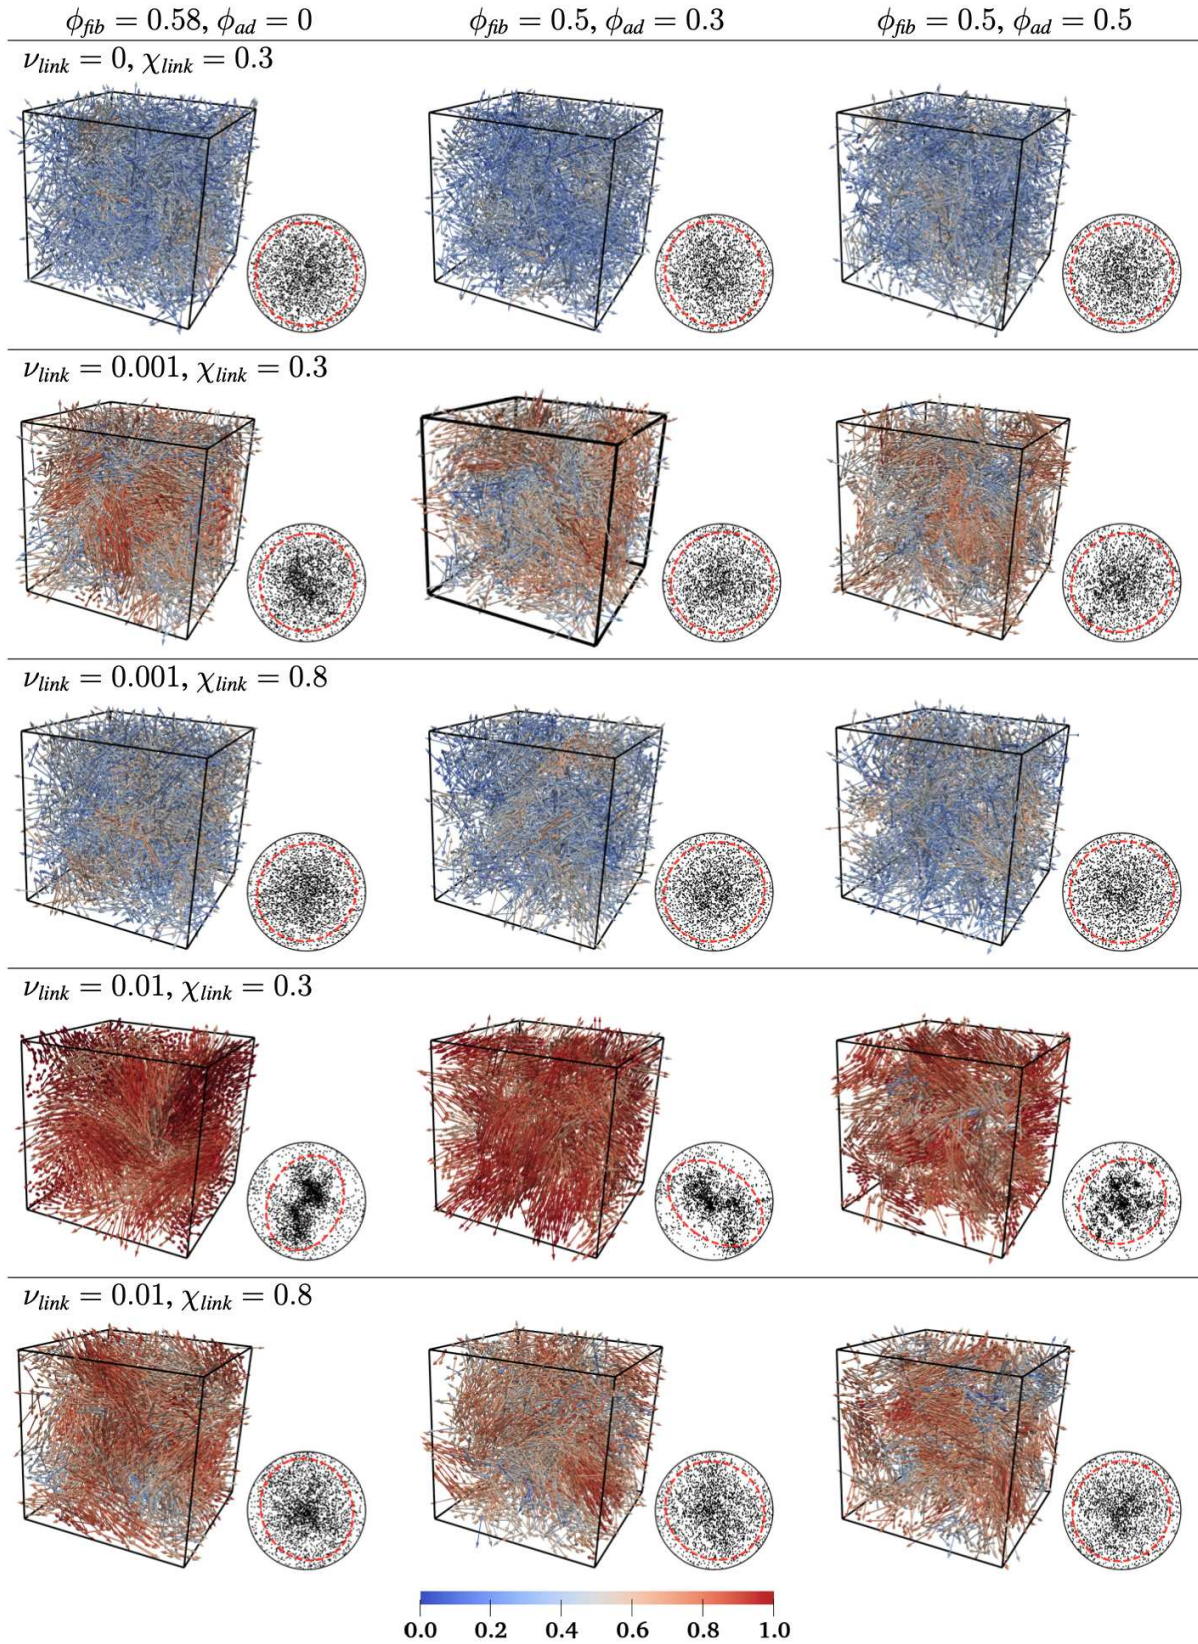 ϕfib = 0.58, ϕad = 0 ϕfib = 0.5, ϕad = 0.3 ϕfib = 0.5, ϕad = 0.5
νlink = 0, χlink = 0.3
νlink = 0.001, χlink = 0.3
νlink = 0.001, χlink = 0.8
νlink = 0.01, χlink = 0.3
νlink = 0.01, χlink = 0.8
0.0 0.2 0.4 0.6 0.8 1.0